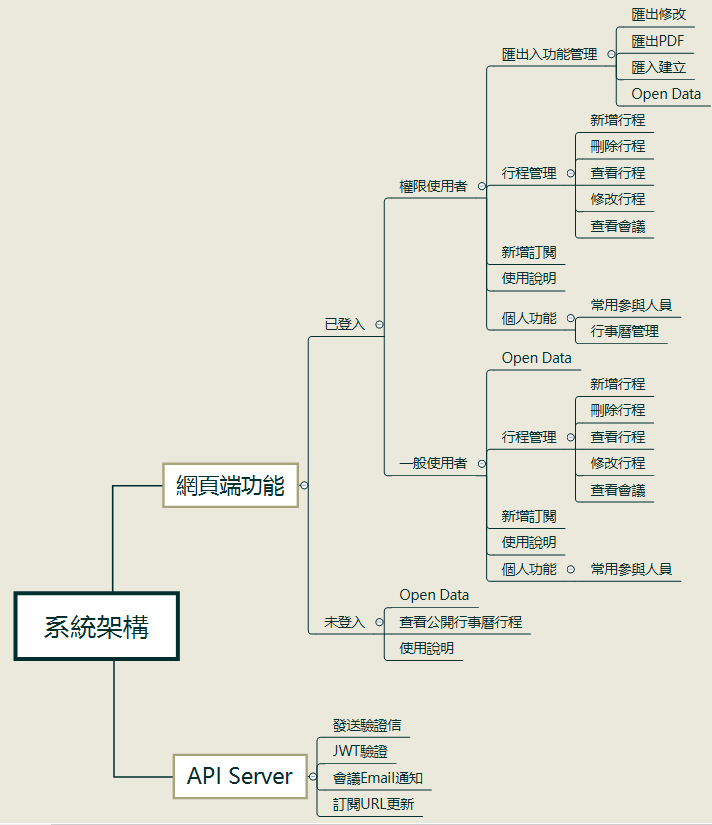 匯出修改
匯出PDF
匯出入功能管理
匯入建立
Open Data
新增行程
刪除行程
行程管理
查看行程
權限使用者
修改行程
查看會議
新增訂閱
使用說明
個人功能
常用參與人員
已登入
行事曆管理
Open Data
新增行程
刪除行程
行程管理
查看行程
一般使用者
修改行程
網頁端功能
查看會議
新增訂閱
使用說明
個人功能
常用參與人員
Open Data
系統架構
未登入
查看公開行事曆行程
使用說明
發送驗證信
JWT驗證
API Server
會議Email通知
訂閱URL更新